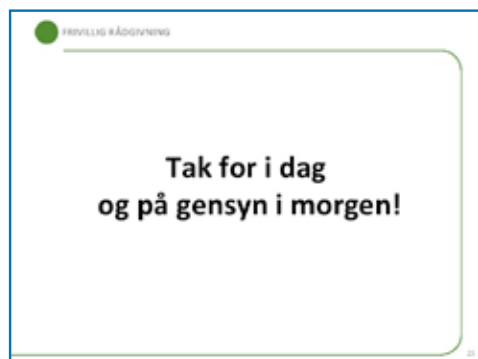 FRIVILLIG RÅDGIVNING
Tak for i dag
og på gensyn i morgen!